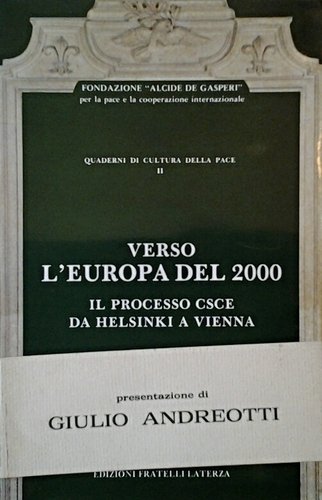 FONDAZIONE "ALCIDE DE GASPERI"
per la pace e la cooperazione internazionale
QUADERNI DI CULTURA DELLA PACE
II
VERSO
L'EUROPA DEL 2000
IL PROCESSO CSCE
DA HELSINKI A VIENNA
presentazione di
GIULIO ANDREOTTI
EDIZIONI FRATELLI LATERZA